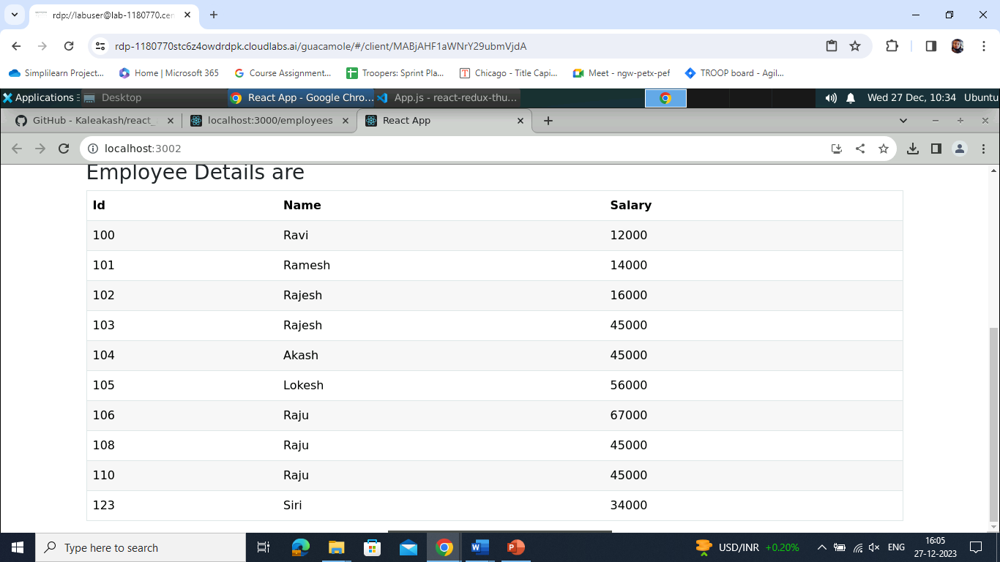 rdp://labuser@lab-1180770.cen
rdp-1180770stc6z4owdrdpk.cloudlabs.ai/guacamole/#/client/MABjAHF1aWNrY29ubmVjdA
Simplilearn Project... Home | Microsoft 365 Course Assignment... Troopers: Sprint Pla... Chicago - Title Capi... Meet - ngw-petx-pef TROOP board - Agil...
Applications Desktop React App - Google Chro... App.js - react-redux-thu... Wed 27 Dec, 10:34 Ubuntu
GitHub - Kaleakash/react_ localhost:3000/employees React App
localhost:3002
Employee Details are
Id Name Salary
100 Ravi 12000
101 Ramesh 14000
102 Rajesh 16000
103 Rajesh 45000
104 Akash 45000
105 Lokesh 56000
106 Raju 67000
108 Raju 45000
110 Raju 45000
123 Siri 34000
Type here to search USD/INR +0.20% ENG 16:05
27-12-2023